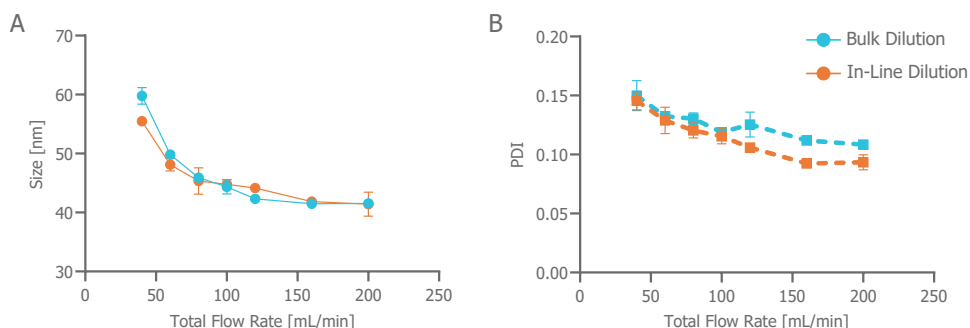 A
Size [nm]
70
60
50
40
30
0
50
100
150
200
250
Total Flow Rate [mL/min]
B
PDI
0.20
0.15
0.10
0.05
0.00
0
50
100
150
200
250
Total Flow Rate [mL/min]
Bulk Dilution
In-Line Dilution